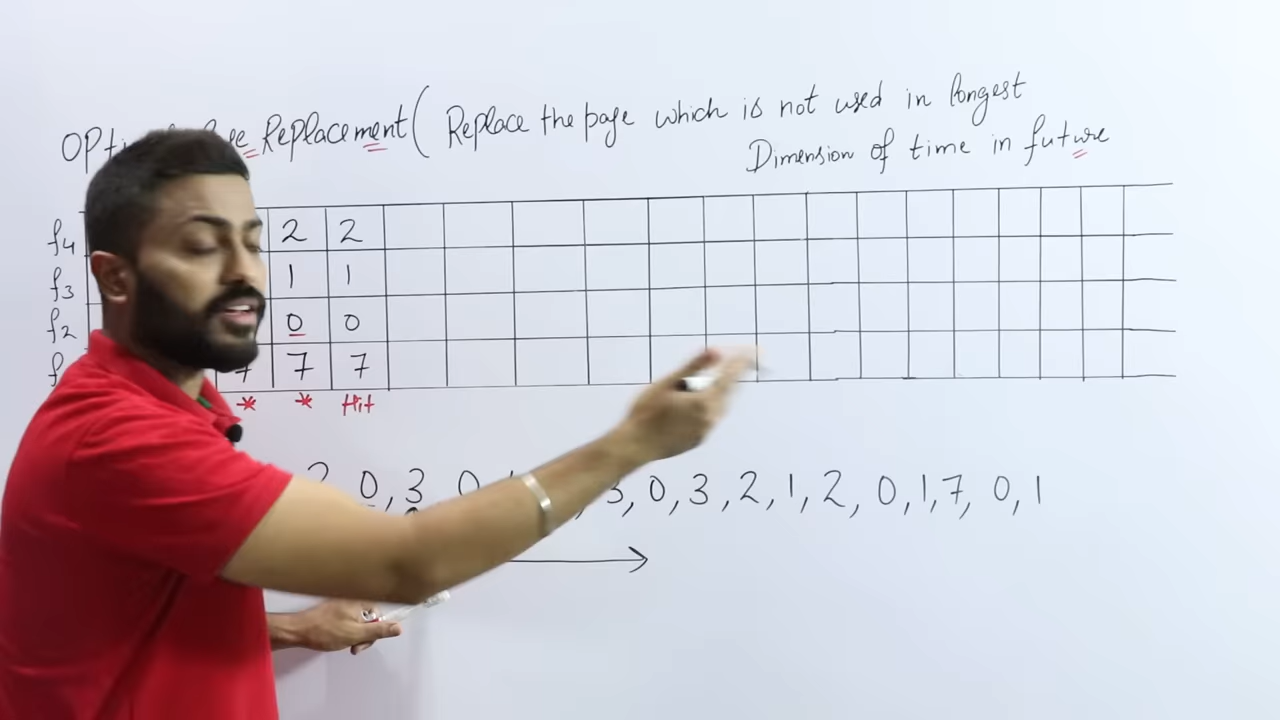 Replacement ( Replace the page which is not used in longest
Dimension of time in future
f4 2 2
f3 1 1
f2 0 0
7 7 7
* * Hit
2 0, 3, 0, 3, 0, 3, 2, 1, 2, 0, 1, 7, 0, 1